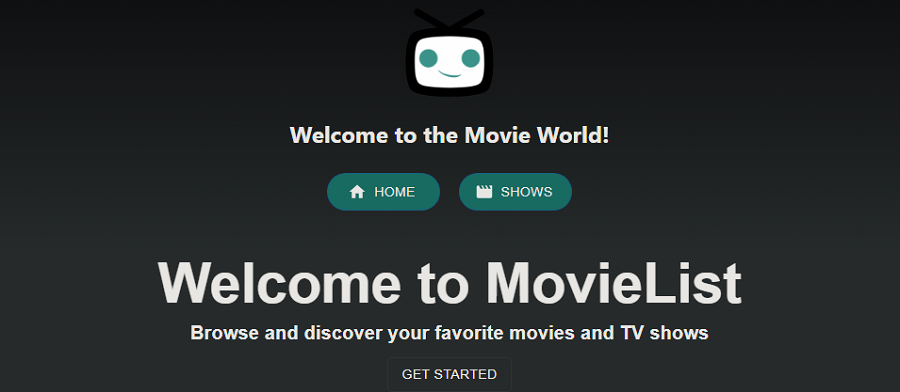 Welcome to the Movie World!
HOME
SHOWS
Welcome to MovieList
Browse and discover your favorite movies and TV shows
GET STARTED